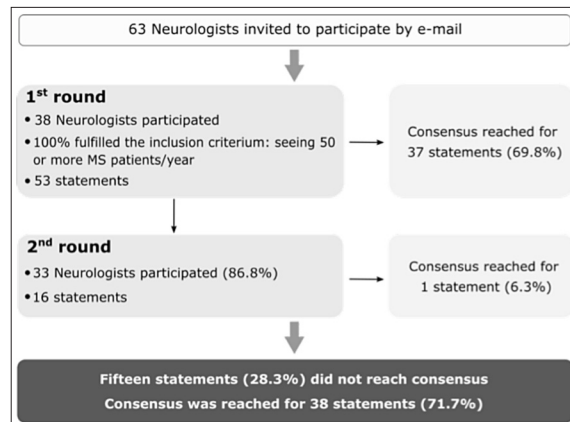 63 Neurologists invited to participate by e-mail
1st round
• 38 Neurologists participated
• 100% fulfilled the inclusion criterium: seeing 50
or more MS patients/year
• 53 statements
Consensus reached for
37 statements (69.8%)
2nd round
• 33 Neurologists participated (86.8%)
• 16 statements
Consensus reached for
1 statement (6.3%)
Fifteen statements (28.3%) did not reach consensus
Consensus was reached for 38 statements (71.7%)